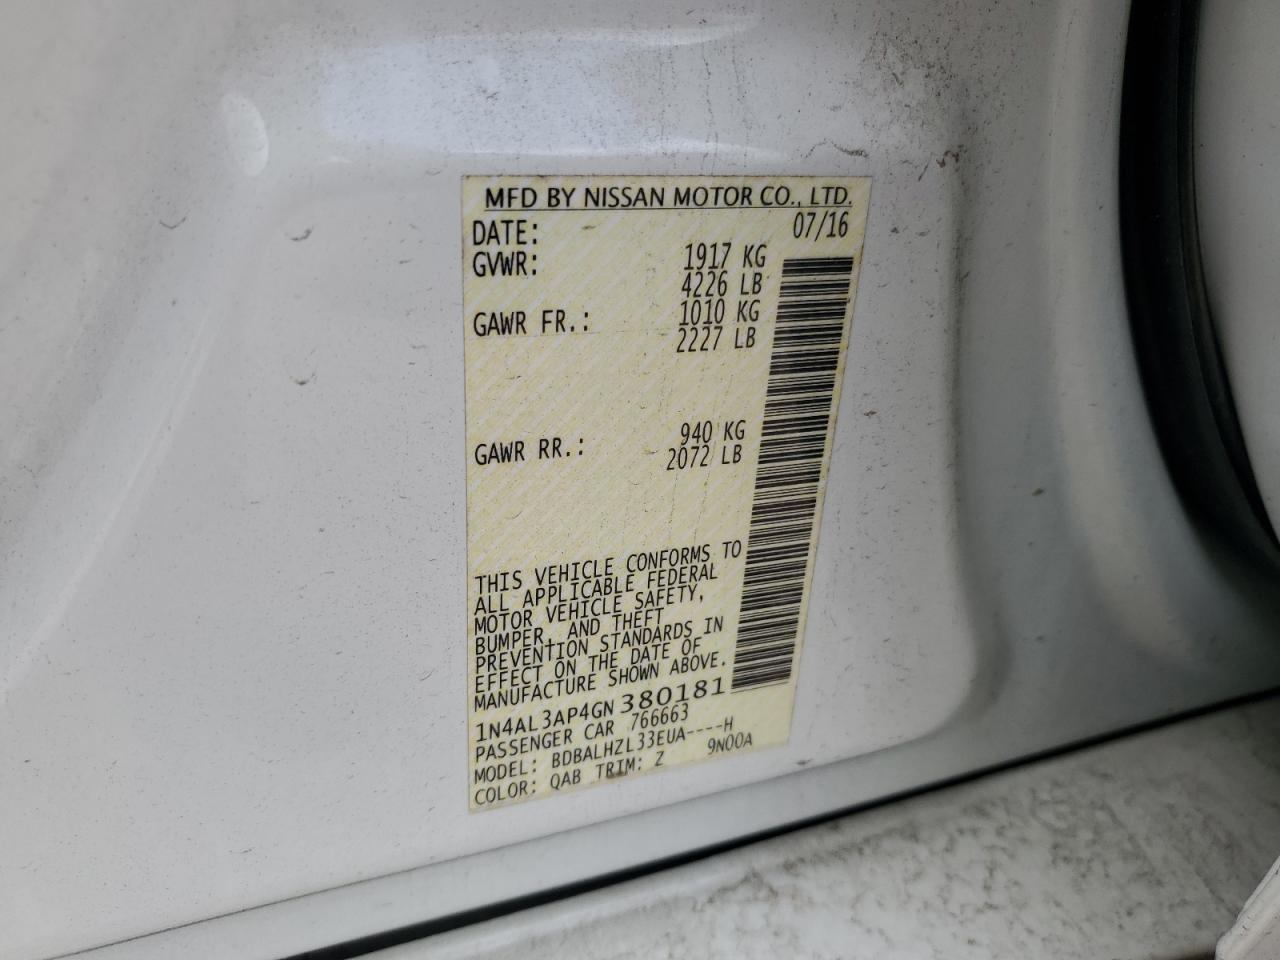 MFD BY NISSAN MOTOR CO., LTD.
DATE: 07/16
GVWR: 1917 KG
4226 LB
GAWR FR.: 1010 KG
2227 LB
GAWR RR.: 940 KG
2072 LB
THIS VEHICLE CONFORMS TO
ALL APPLICABLE FEDERAL
MOTOR VEHICLE SAFETY,
BUMPER, AND THEFT
PREVENTION STANDARDS IN
EFFECT ON THE DATE OF
MANUFACTURE SHOWN ABOVE.
1N4AL3AP4GN380181
PASSENGER CAR 766663
MODEL: BDBALHZL33EUA----H
COLOR: QAB TRIM: Z 9N00A